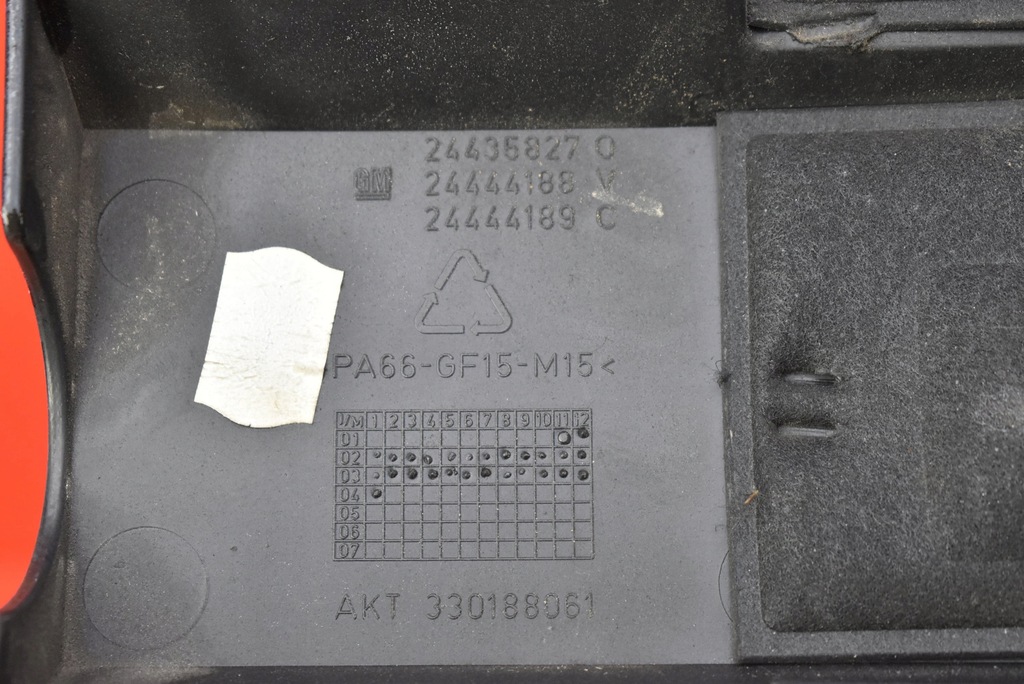 24435827 O
GM 24444188 V
24444189 C
PA66-GF15-M15<
J/M 1 2 3 4 5 6 7 8 9 10 11 12
01
02
03
04
05
06
07
AKT 330188061